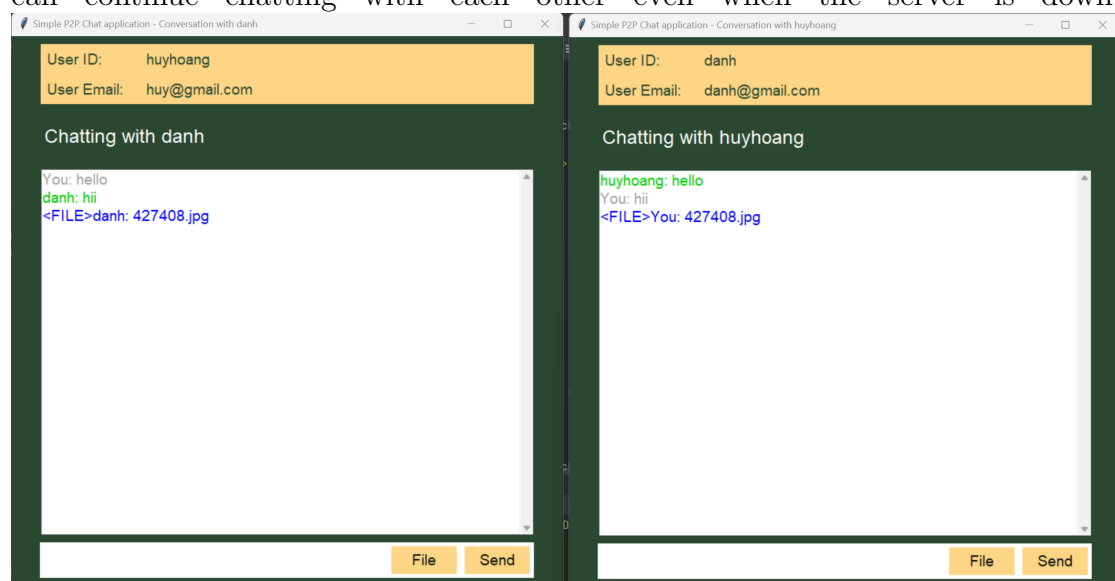 can continue chatting with each other even when the server is down
Simple P2P Chat application - Conversation with danh
User ID: huyhoang
User Email: huy@gmail.com
Chatting with danh
You: hello
danh: hii
<FILE>danh: 427408.jpg
File Send
Simple P2P Chat application - Conversation with huyhoang
User ID: danh
User Email: danh@gmail.com
Chatting with huyhoang
huyhoang: hello
You: hii
<FILE>You: 427408.jpg
File Send